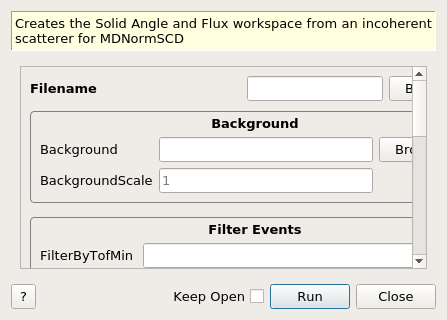 Creates the Solid Angle and Flux workspace from an incoherent
scatterer for MDNormSCD
Filename B
Background
Background Bro
BackgroundScale 1
Filter Events
FilterByTofMin
? Keep Open Run Close